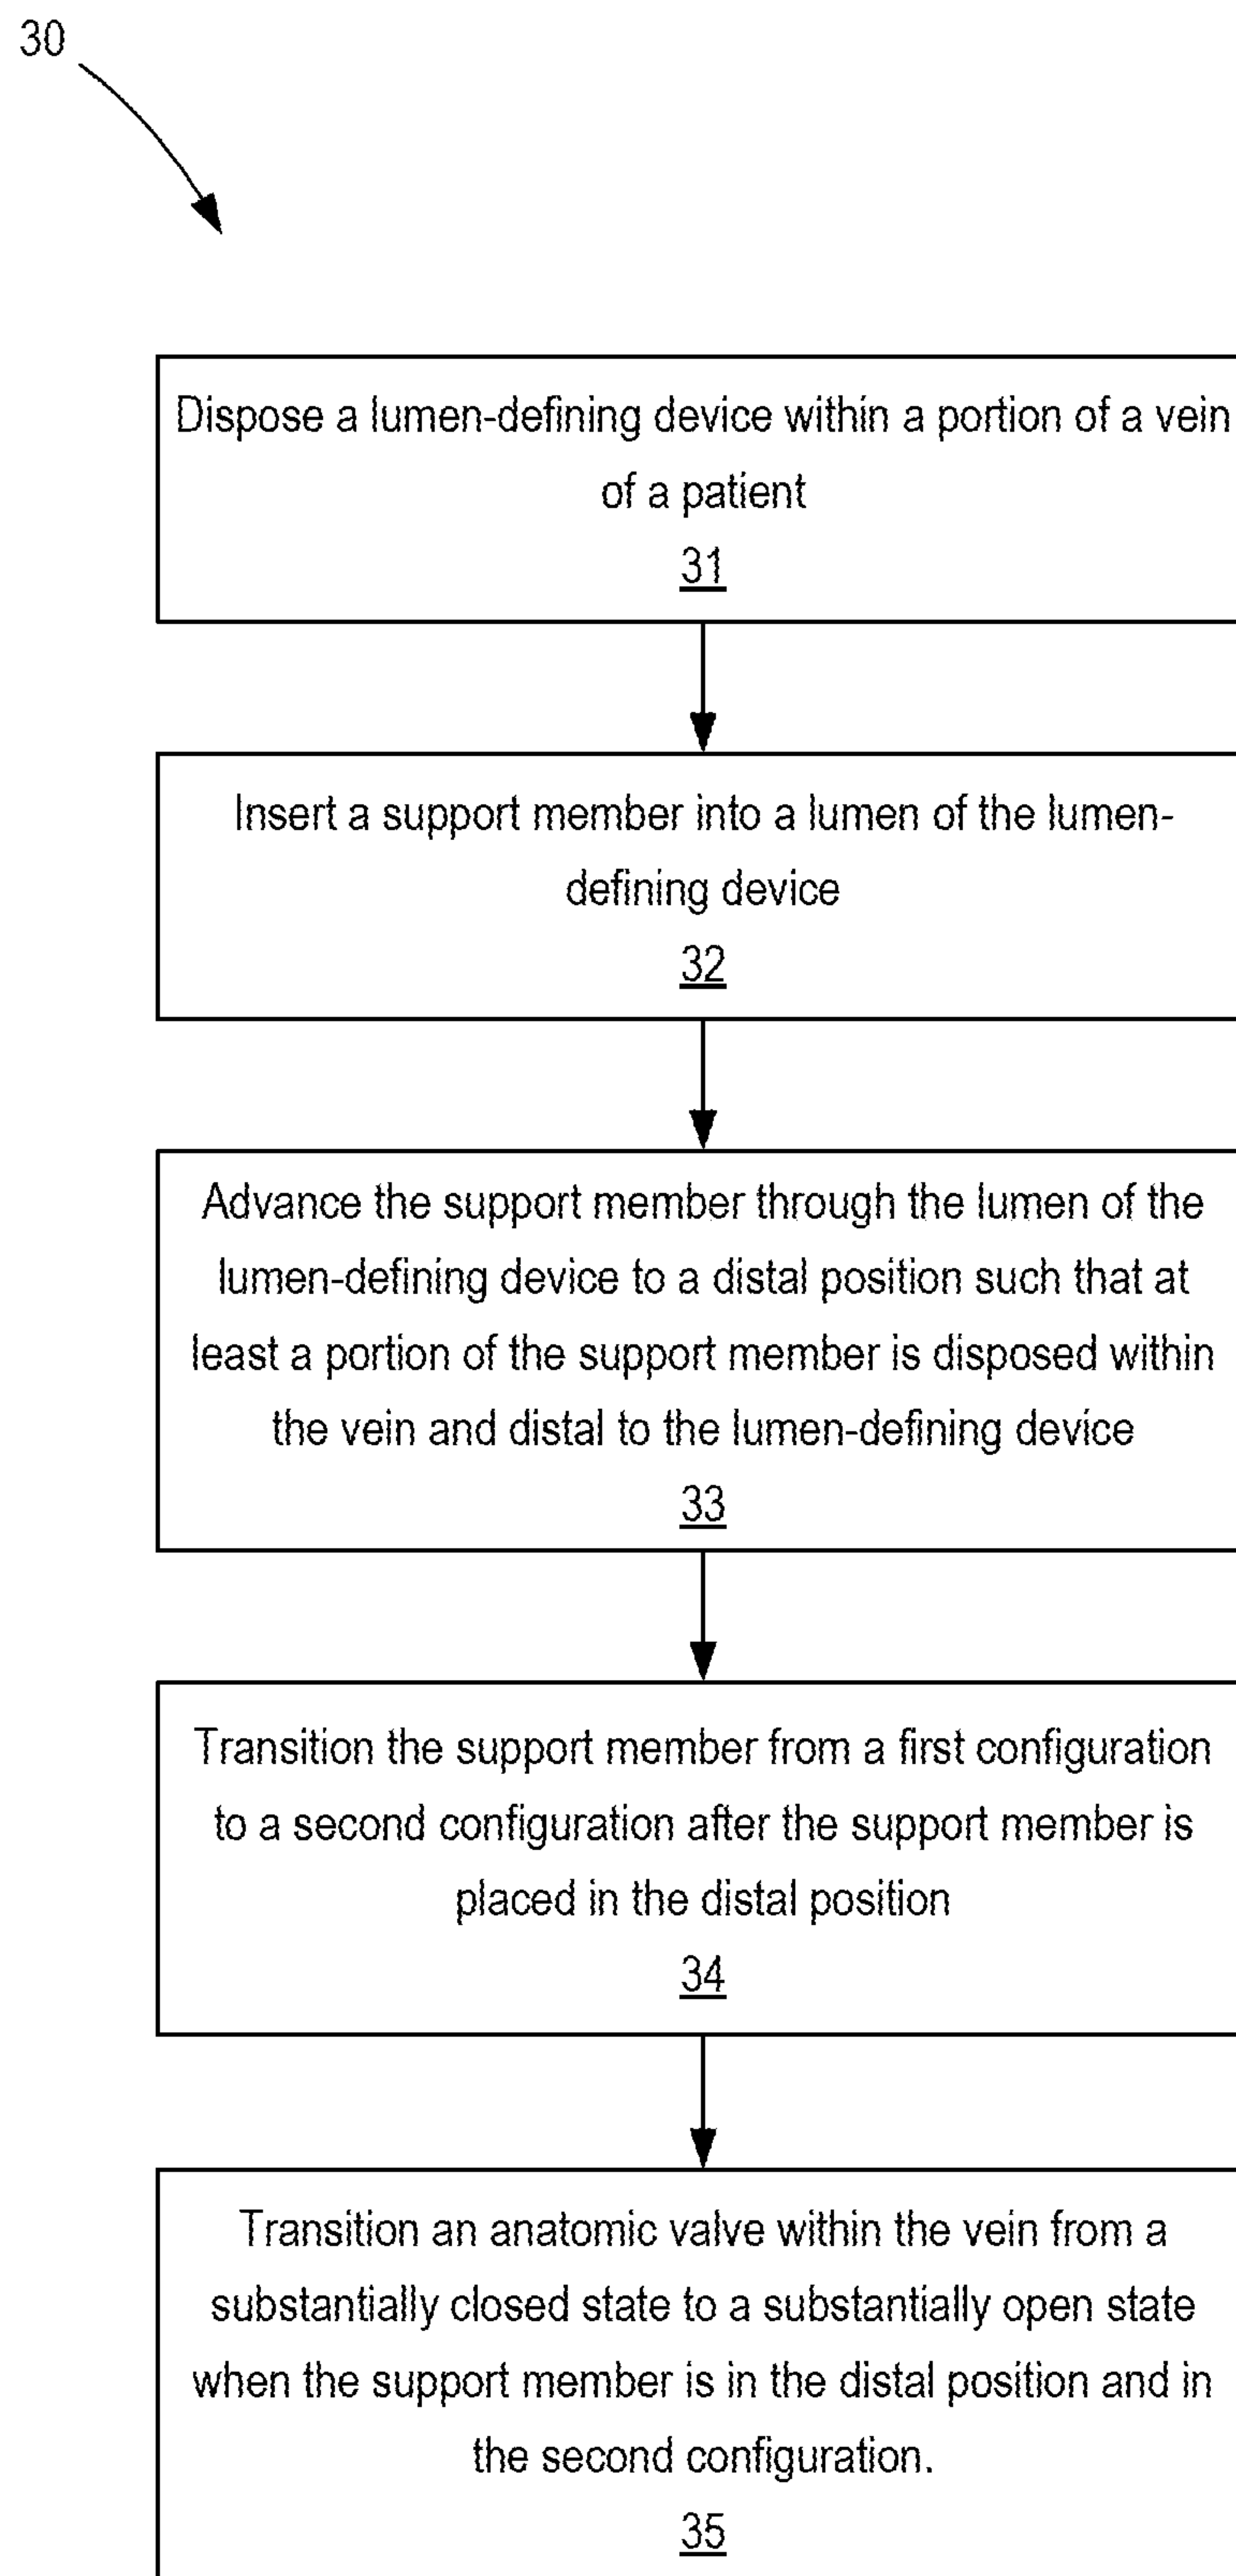 30
Dispose a lumen-defining device within a portion of a vein
of a patient
31
Insert a support member into a lumen of the lumen-
defining device
32
Advance the support member through the lumen of the
lumen-defining device to a distal position such that at
least a portion of the support member is disposed within
the vein and distal to the lumen-defining device
33
Transition the support member from a first configuration
to a second configuration after the support member is
placed in the distal position
34
Transition an anatomic valve within the vein from a
substantially closed state to a substantially open state
when the support member is in the distal position and in
the second configuration.
35